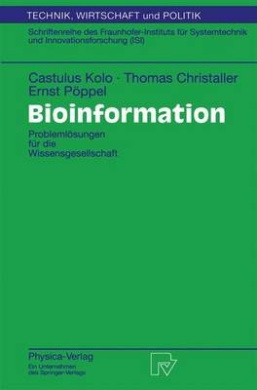 TECHNIK, WIRTSCHAFT und POLITIK
Schriftenreihe des Fraunhofer-Instituts für Systemtechnik
und Innovationsforschung (ISI)
Castulus Kolo · Thomas Christaller
Ernst Pöppel
Bioinformation
Problemlösungen
für die
Wissensgesellschaft
Physica-Verlag
Ein Unternehmen
des Springer-Verlags